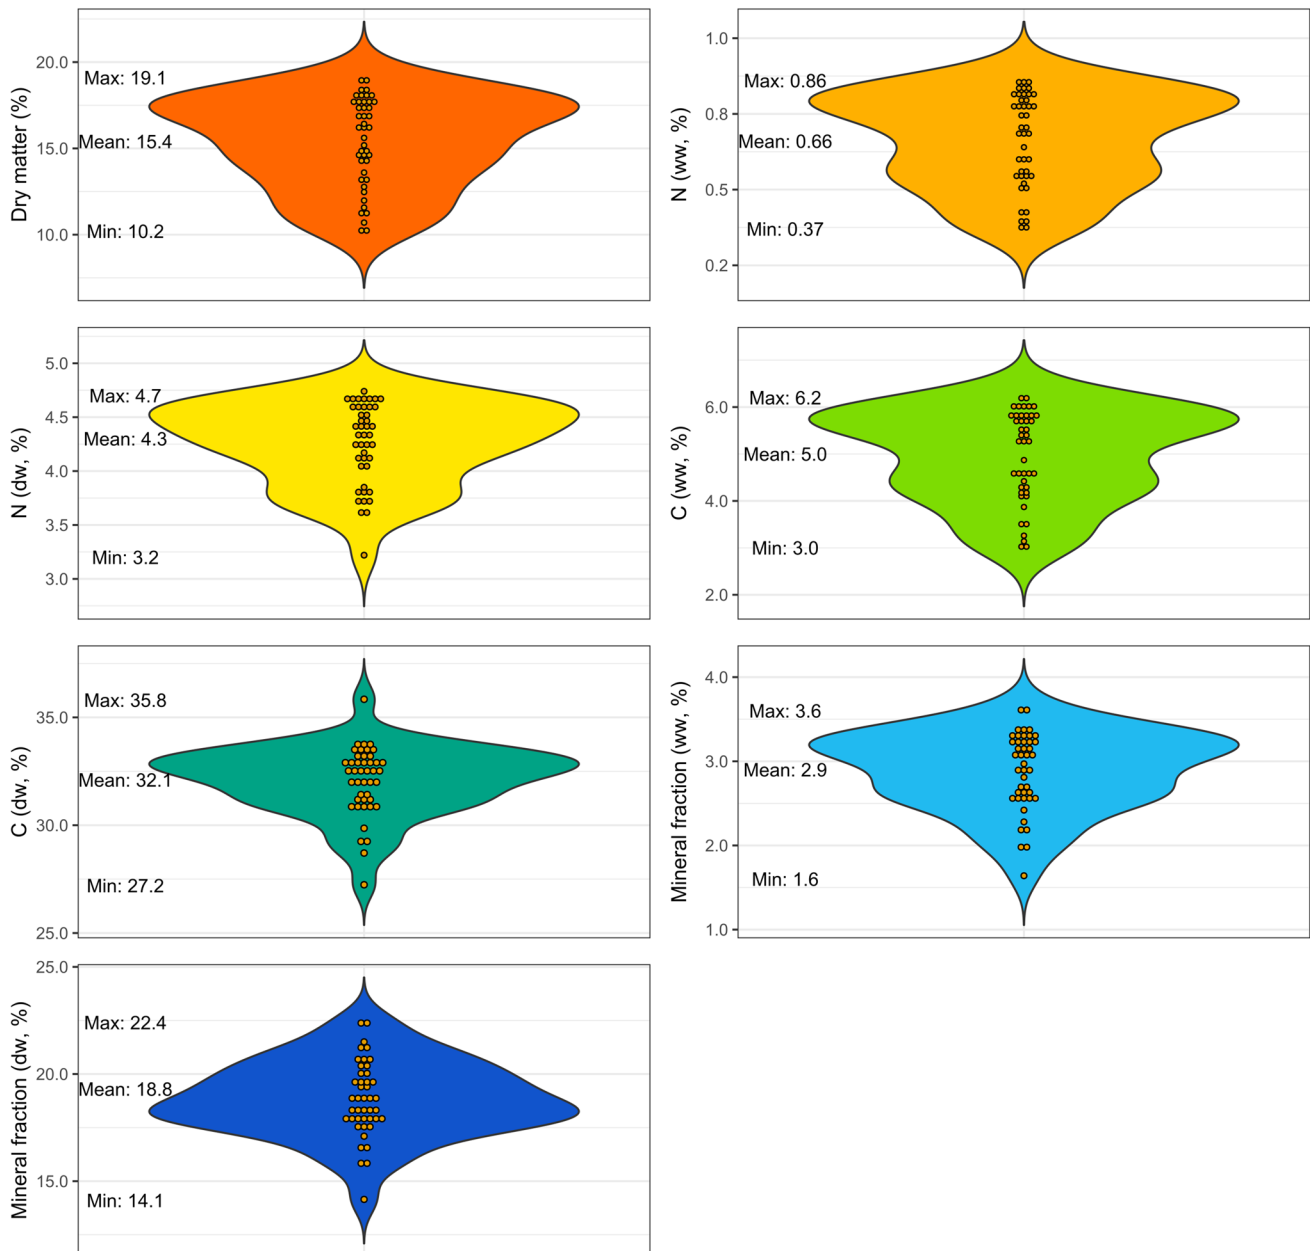 Dry matter (%)
20.0
15.0
10.0
Max: 19.1
Mean: 15.4
Min: 10.2
N (ww, %)
1.0
0.8
0.5
0.2
Max: 0.86
Mean: 0.66
Min: 0.37
N (dw, %)
5.0
4.5
4.0
3.5
3.0
Max: 4.7
Mean: 4.3
Min: 3.2
C (ww, %)
6.0
4.0
2.0
Max: 6.2
Mean: 5.0
Min: 3.0
C (dw, %)
35.0
30.0
25.0
Max: 35.8
Mean: 32.1
Min: 27.2
Mineral fraction (ww, %)
4.0
3.0
2.0
1.0
Max: 3.6
Mean: 2.9
Min: 1.6
Mineral fraction (dw, %)
25.0
20.0
15.0
Max: 22.4
Mean: 18.8
Min: 14.1